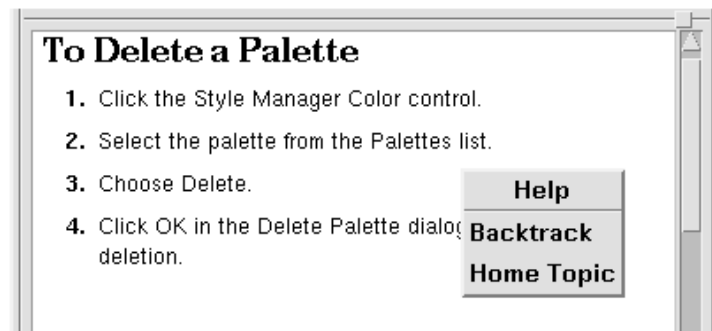 To Delete a Palette
1. Click the Style Manager Color control.
2. Select the palette from the Palettes list.
3. Choose Delete.
4. Click OK in the Delete Palette dialog
deletion.
Help
Backtrack
Home Topic